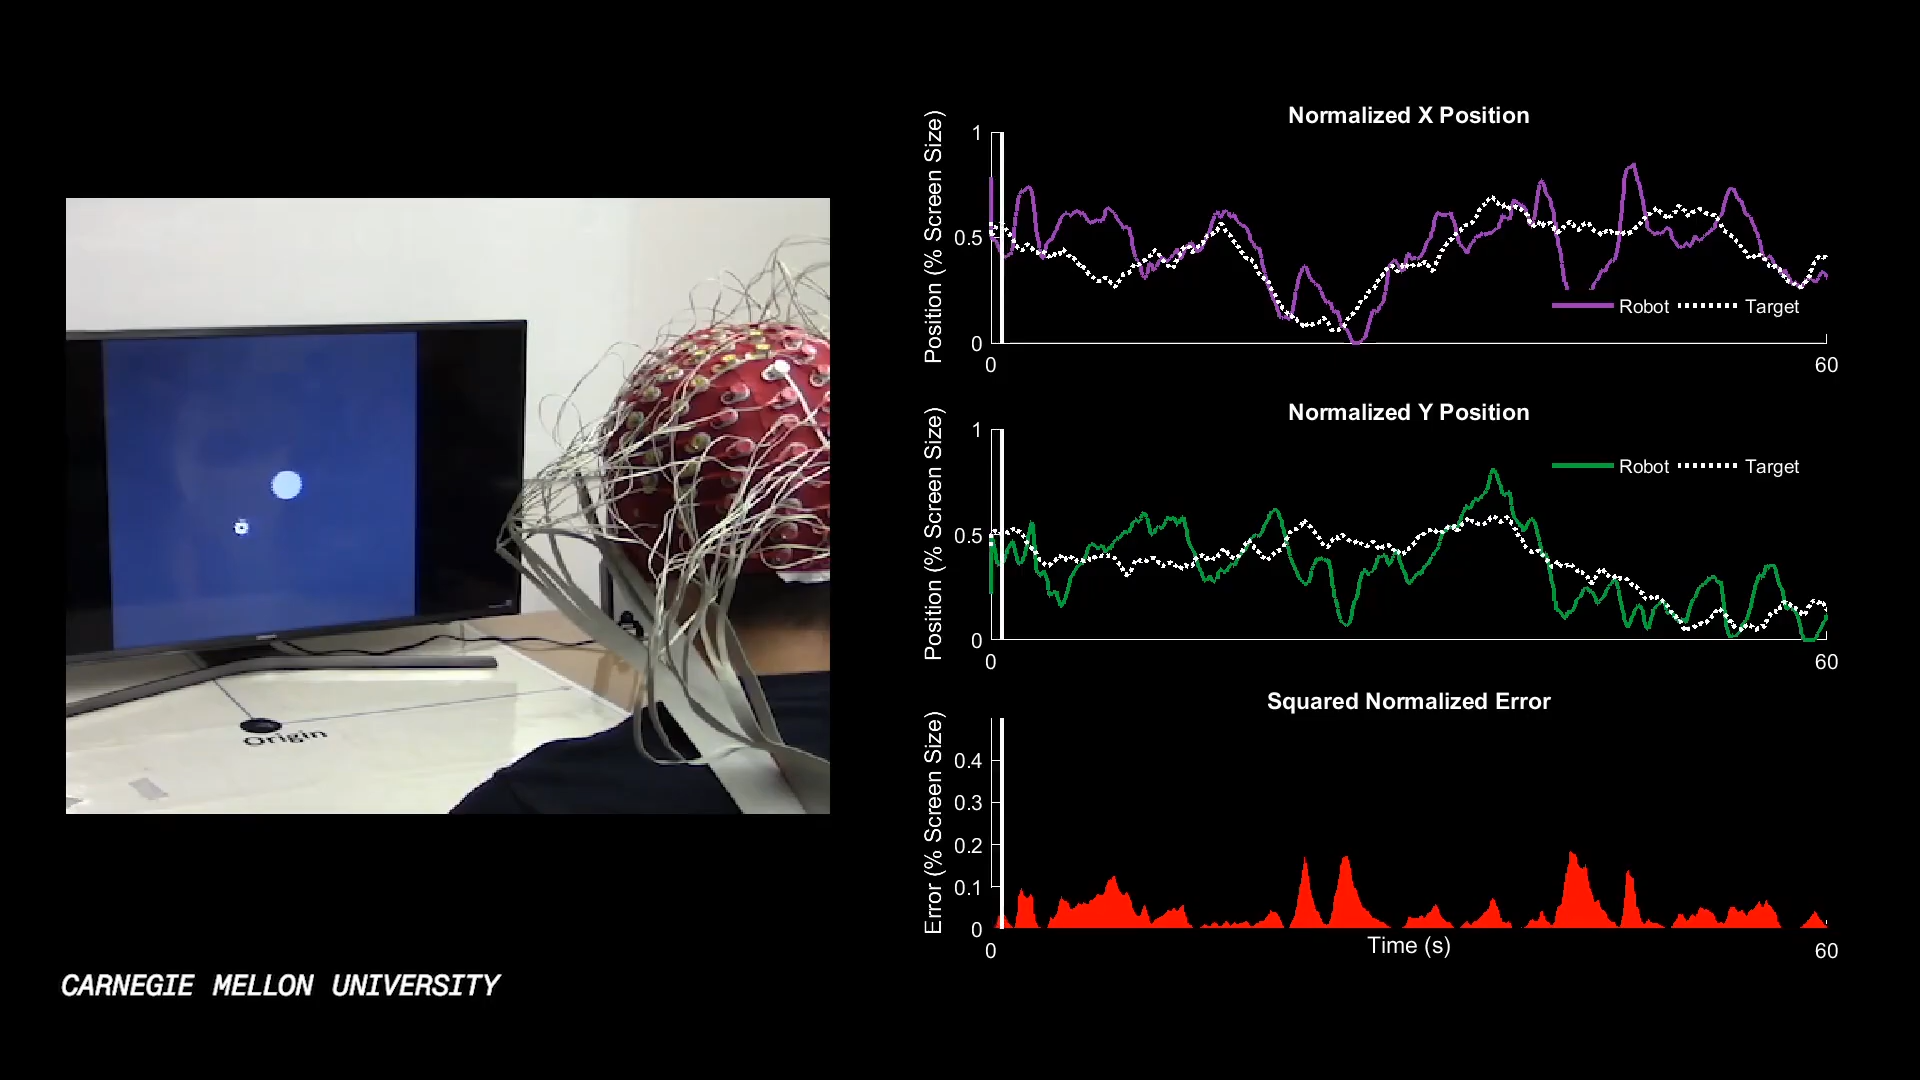 Normalized X Position
Position (% Screen Size)
1
0.5
0
0
60
Robot
Target
Normalized Y Position
Position (% Screen Size)
1
0.5
0
0
60
Robot
Target
Squared Normalized Error
Error (% Screen Size)
0.4
0.3
0.2
0.1
0
0
60
Time (s)
Origin
CARNEGIE MELLON UNIVERSITY